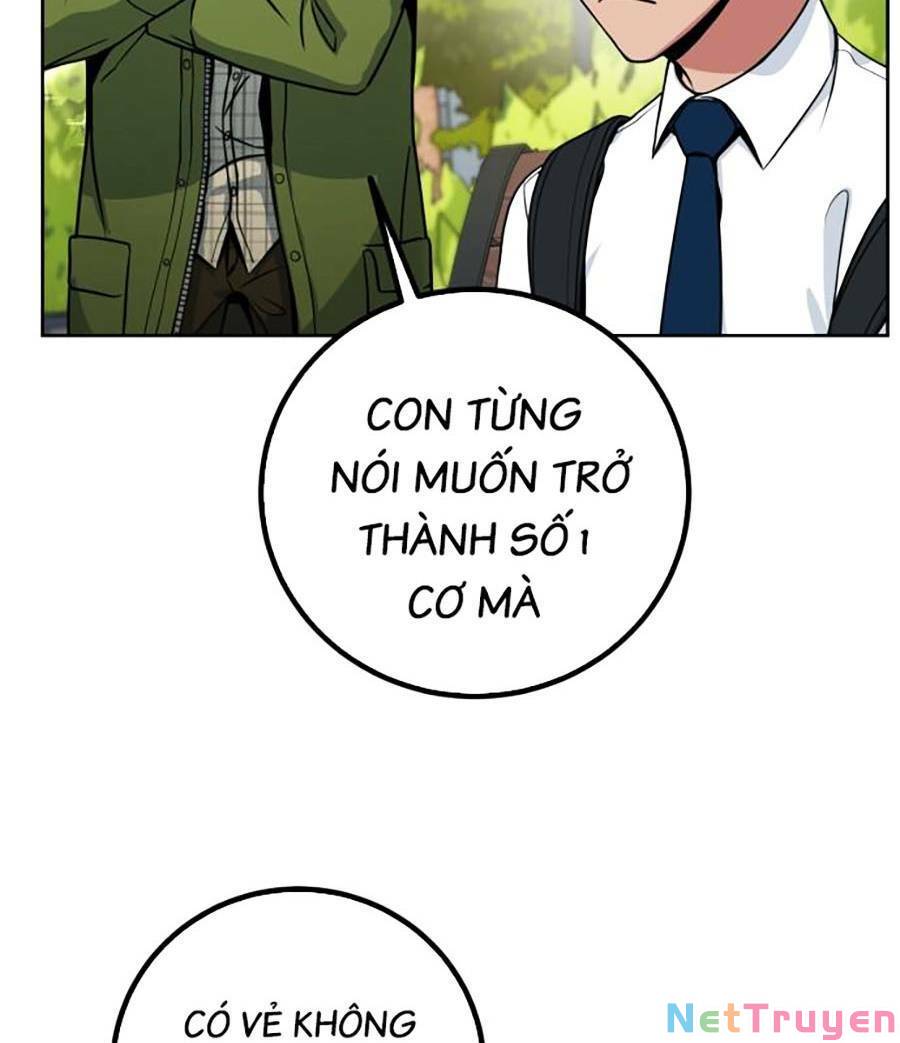 CON TỪNG
NÓI MUỐN TRỞ
THÀNH SỐ 1
CƠ MÀ
CÓ VẺ KHÔNG
NetTruyen